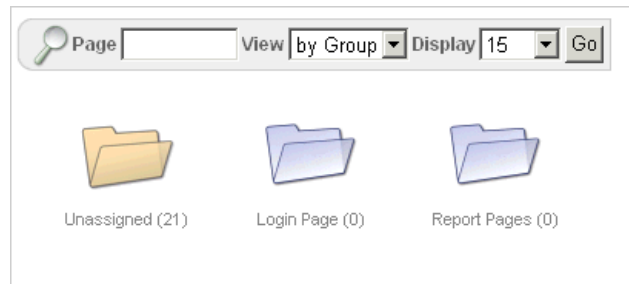 Page View by Group Display 15 Go
Unassigned (21) Login Page (0) Report Pages (0)